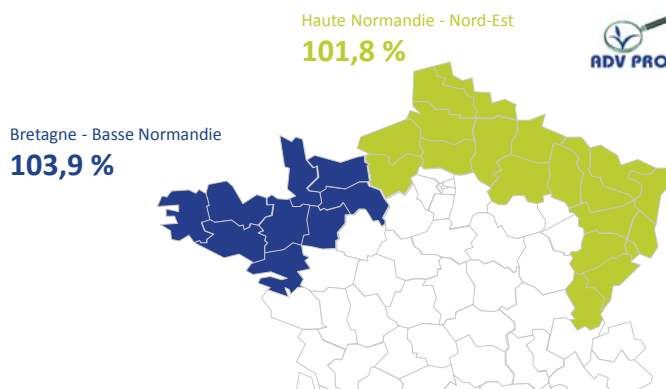 Haute Normandie - Nord-Est
101,8 %
ADV PRO
Bretagne - Basse Normandie
103,9 %